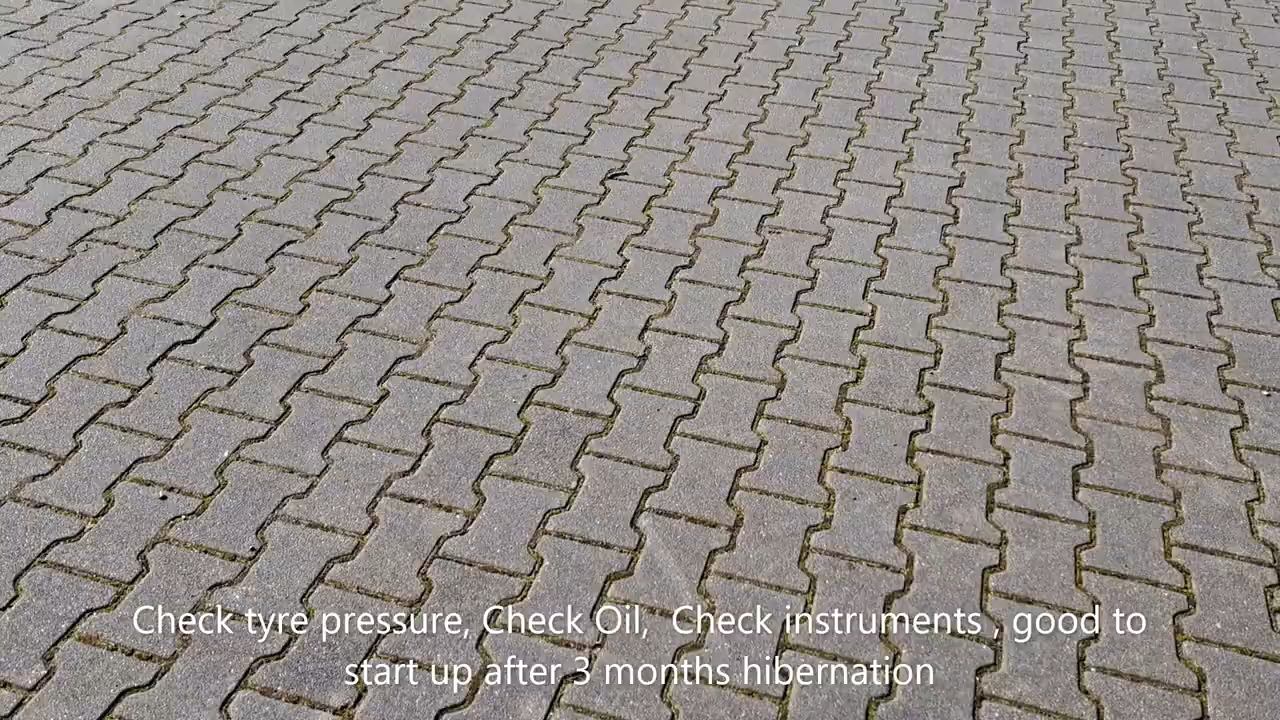 Check tyre pressure, Check Oil,  Check instruments , good to
start up after 3 months hibernation